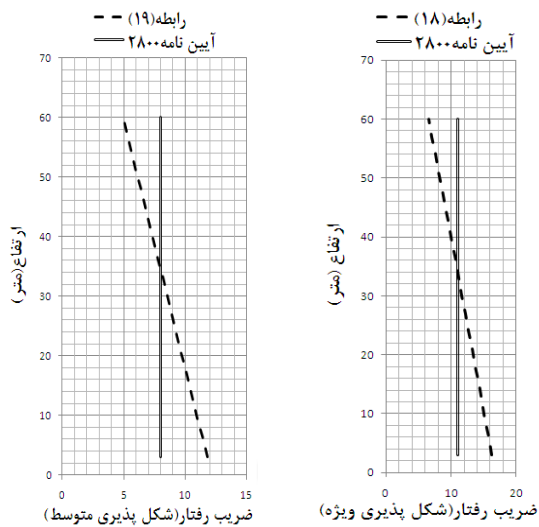 رابطه(۱۹)
آیین نامه۲۸۰۰
70
60
50
40
30
20
10
0
ارتفاع(متر)
0 5 10 15
ضریب رفتار(شکل پذیری متوسط)
رابطه(۱۸)
آیین نامه۲۸۰۰
70
60
50
40
30
20
10
0
ارتفاع (متر)
0 10 20
ضریب رفتار(شکل پذیری ویژه)